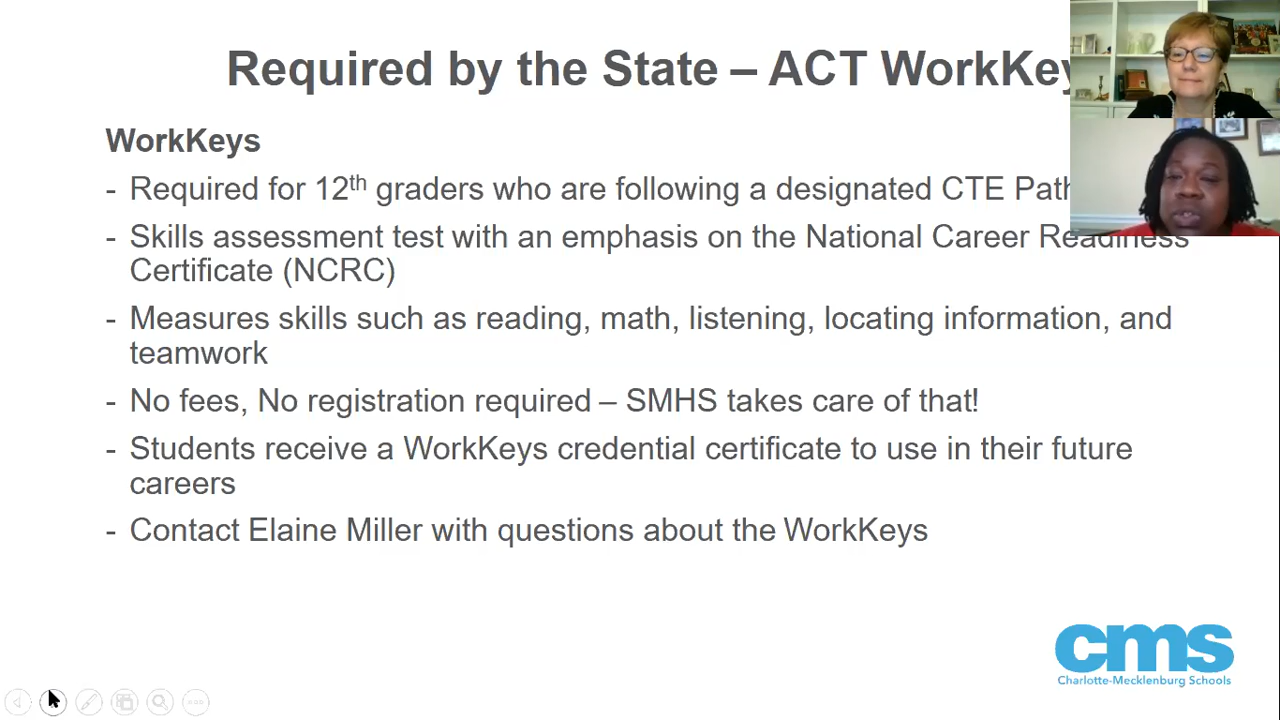 Required by the State – ACT WorkKey
WorkKeys
- Required for 12th graders who are following a designated CTE Path
- Skills assessment test with an emphasis on the National Career Readiness
Certificate (NCRC)
- Measures skills such as reading, math, listening, locating information, and
teamwork
- No fees, No registration required – SMHS takes care of that!
- Students receive a WorkKeys credential certificate to use in their future
careers
- Contact Elaine Miller with questions about the WorkKeys
cms
Charlotte-Mecklenburg Schools